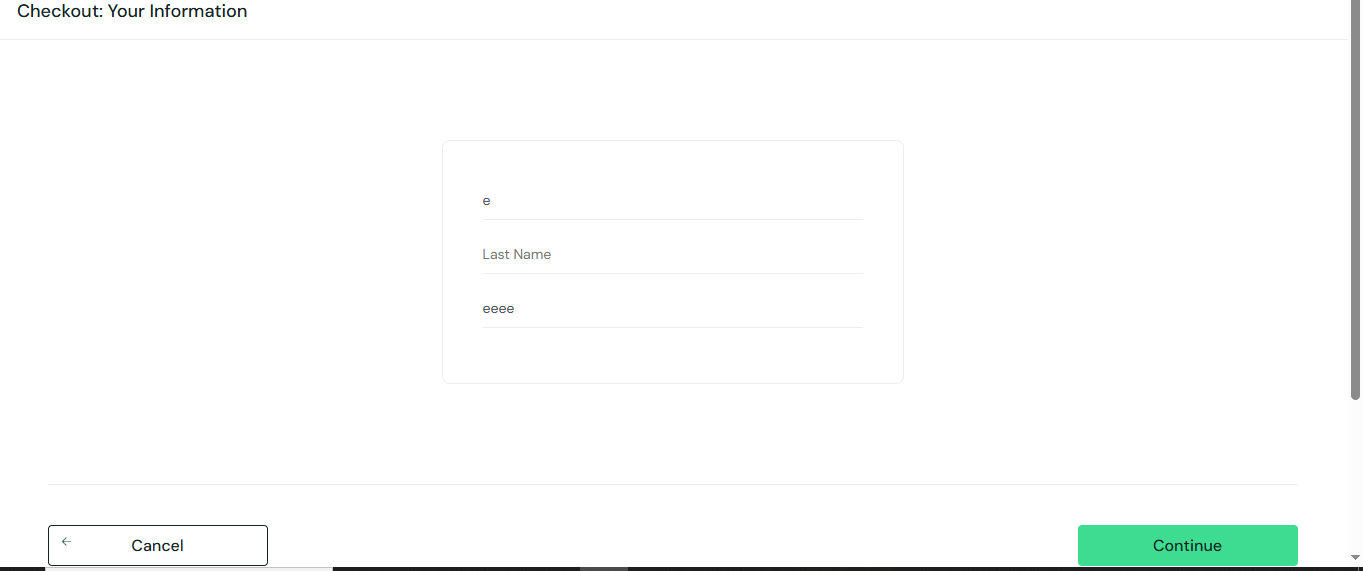 Checkout: Your Information
e
Last Name
eeee
Cancel
Continue